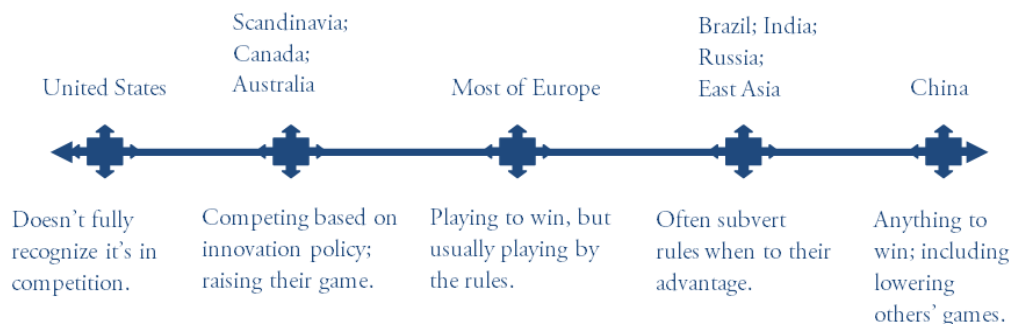 Scandinavia;
Canada;
Australia
Brazil; India;
Russia;
East Asia
United States
Most of Europe
China
Doesn’t fully
recognize it’s in
competition.
Competing based on
innovation policy;
raising their game.
Playing to win, but
usually playing by
the rules.
Often subvert
rules when to their
advantage.
Anything to
win; including
lowering
others’ games.